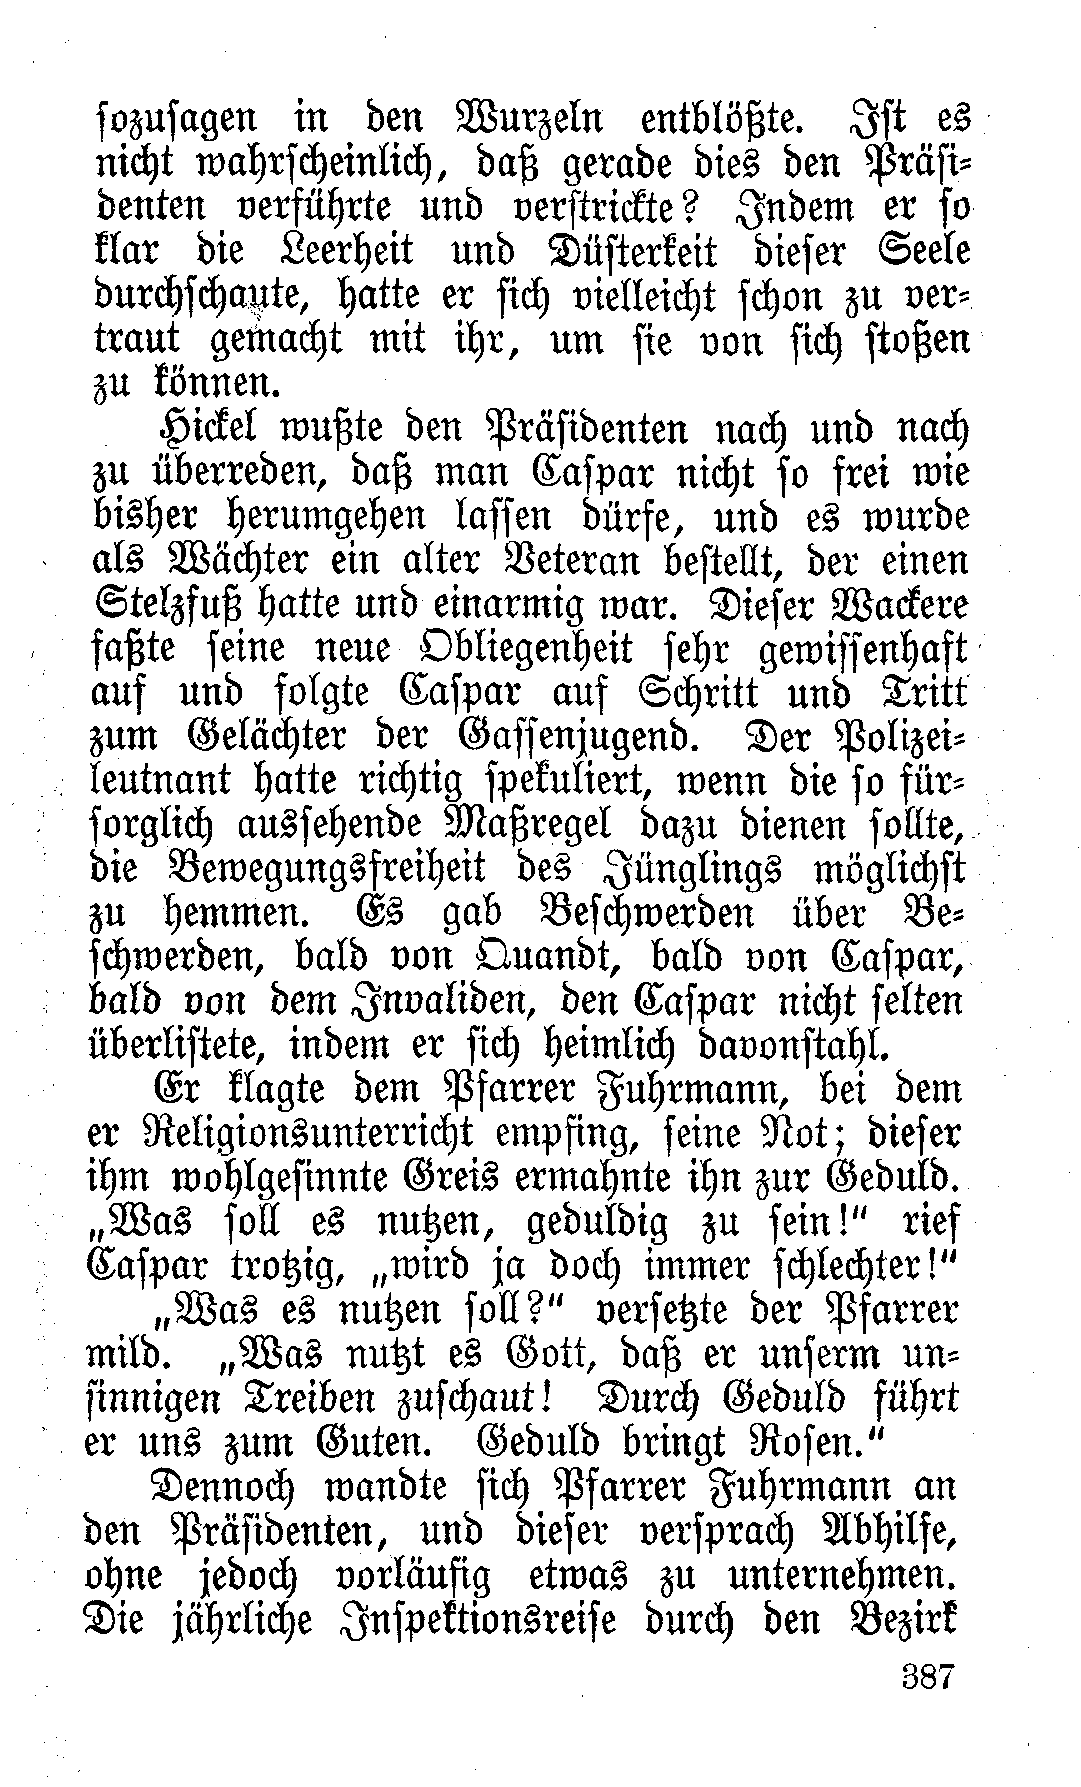 sozusagen in den Wurzeln entblößte. Ist es
nicht wahrscheinlich, daß gerade dies den Präsi-
denten verführte und verstrickte? Indem er so
klar die Leerheit und Düsterkeit dieser Seele
durchschaute, hatte er sich vielleicht schon zu ver-
traut gemacht mit ihr, um sie von sich stoßen
zu können.
Hickel wußte den Präsidenten nach und nach
zu überreden, daß man Caspar nicht so frei wie
bisher herumgehen lassen dürfe, und es wurde
als Wächter ein alter Veteran bestellt, der einen
Stelzfuß hatte und einarmig war. Dieser Wackere
faßte seine neue Obliegenheit sehr gewissenhaft
auf und folgte Caspar auf Schritt und Tritt
zum Gelächter der Gassenjugend. Der Polizei-
leutnant hatte richtig spekuliert, wenn die so für-
sorglich aussehende Maßregel dazu dienen sollte,
die Bewegungsfreiheit des Jünglings möglichst
zu hemmen. Es gab Beschwerden über Be-
schwerden, bald von Quandt, bald von Caspar,
bald von dem Invaliden, den Caspar nicht selten
überlistete, indem er sich heimlich davonstahl.
Er klagte dem Pfarrer Fuhrmann, bei dem
er Religionsunterricht empfing, seine Not; dieser
ihm wohlgesinnte Greis ermahnte ihn zur Geduld.
„Was soll es nutzen, geduldig zu sein!“ rief
Caspar trotzig, „wird ja doch immer schlechter!“
„Was es nutzen soll?“ versetzte der Pfarrer
mild. „Was nutzt es Gott, daß er unserm un-
sinnigen Treiben zuschaut! Durch Geduld führt
er uns zum Guten. Geduld bringt Rosen.“
Dennoch wandte sich Pfarrer Fuhrmann an
den Präsidenten, und dieser versprach Abhilfe,
ohne jedoch vorläufig etwas zu unternehmen.
Die jährliche Inspektionsreise durch den Bezirk
387